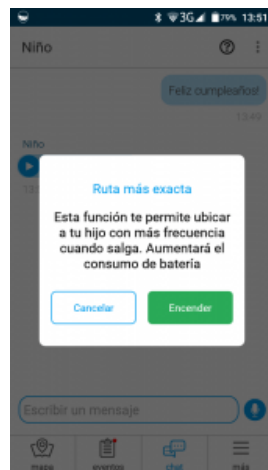 3G 79% 13:51
Niño
Feliz cumpleaños!
13:49
Niño
Ruta más exacta
Esta función te permite ubicar
a tu hijo con más frecuencia
cuando salga. Aumentará el
consumo de batería
Cancelar Encender
Escribir un mensaje
mapa eventos chat más